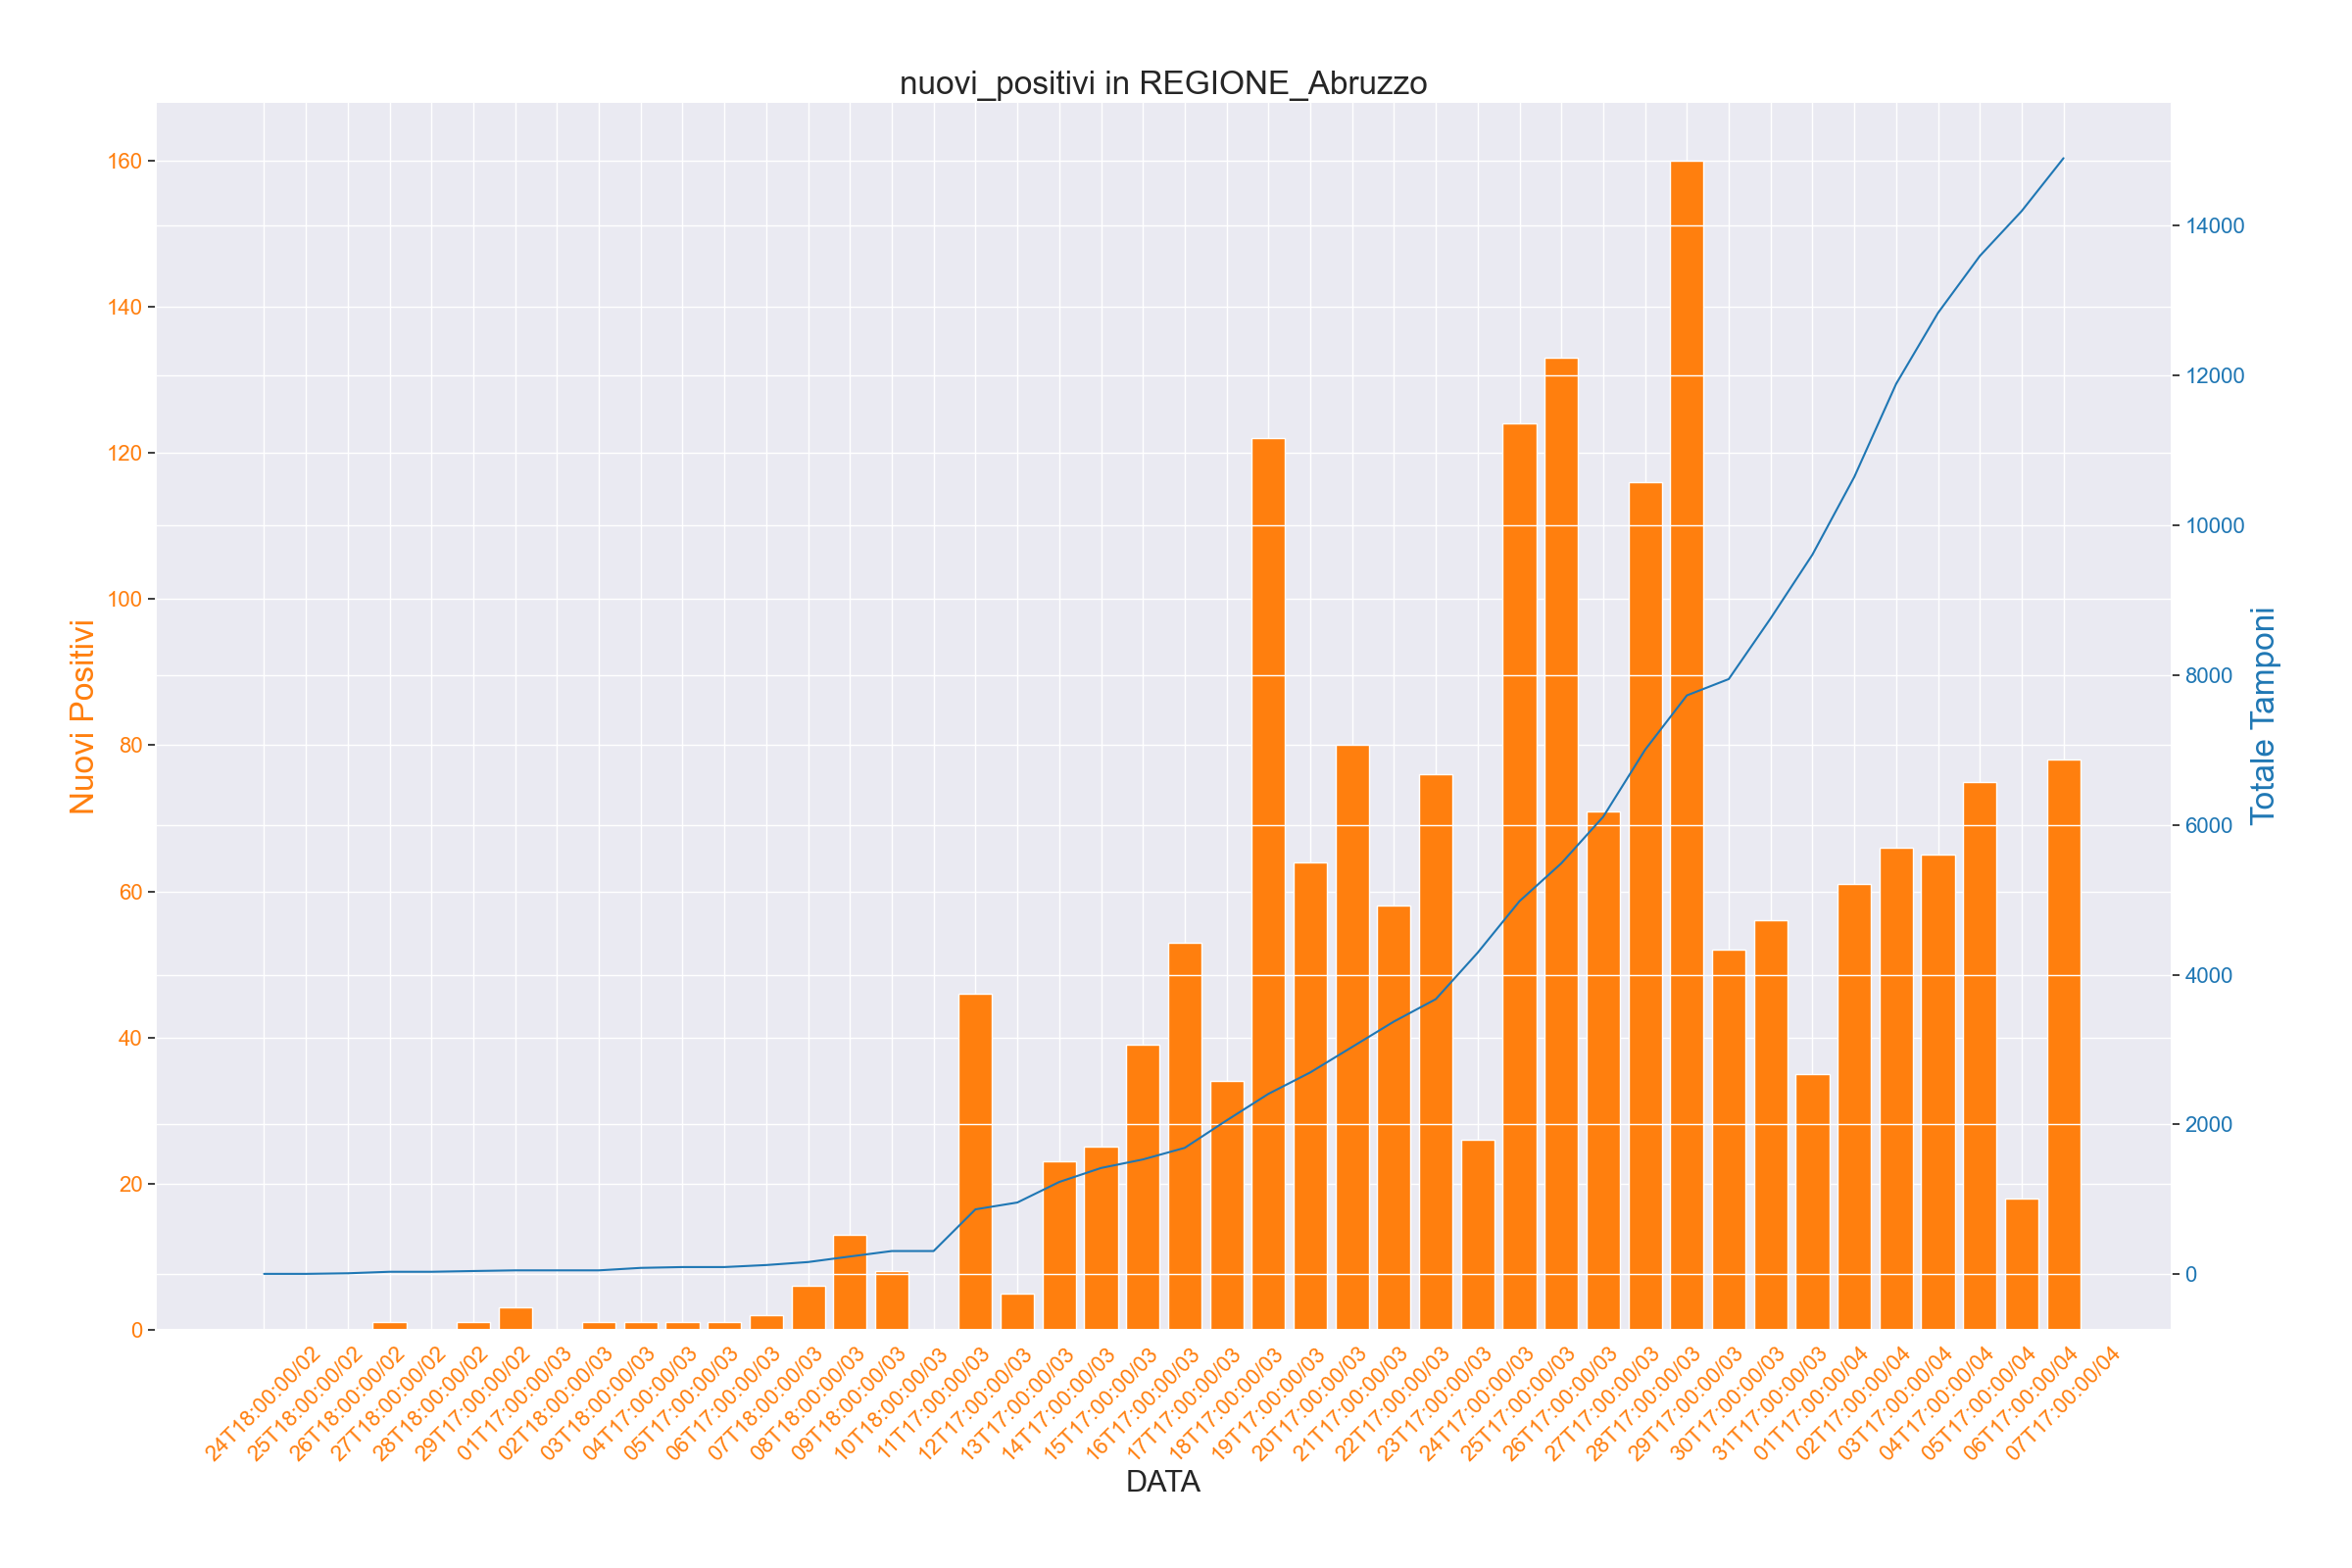 nuovi_positivi in REGIONE_Abruzzo
160
140
120
100
80
60
40
20
0
Nuovi Positivi
14000
12000
10000
8000
6000
4000
2000
0
Totale Tamponi
24T18:00:00/02
25T18:00:00/02
26T18:00:00/02
27T18:00:00/02
28T18:00:00/02
29T17:00:00/02
01T17:00:00/03
02T18:00:00/03
03T18:00:00/03
04T17:00:00/03
05T17:00:00/03
06T17:00:00/03
07T18:00:00/03
08T18:00:00/03
09T18:00:00/03
10T18:00:00/03
11T17:00:00/03
12T17:00:00/03
13T17:00:00/03
14T17:00:00/03
15T17:00:00/03
16T17:00:00/03
17T17:00:00/03
18T17:00:00/03
19T17:00:00/03
20T17:00:00/03
21T17:00:00/03
22T17:00:00/03
23T17:00:00/03
24T17:00:00/03
25T17:00:00/03
26T17:00:00/03
27T17:00:00/03
28T17:00:00/03
29T17:00:00/03
30T17:00:00/03
31T17:00:00/03
01T17:00:00/04
02T17:00:00/04
03T17:00:00/04
04T17:00:00/04
05T17:00:00/04
06T17:00:00/04
07T17:00:00/04
DATA